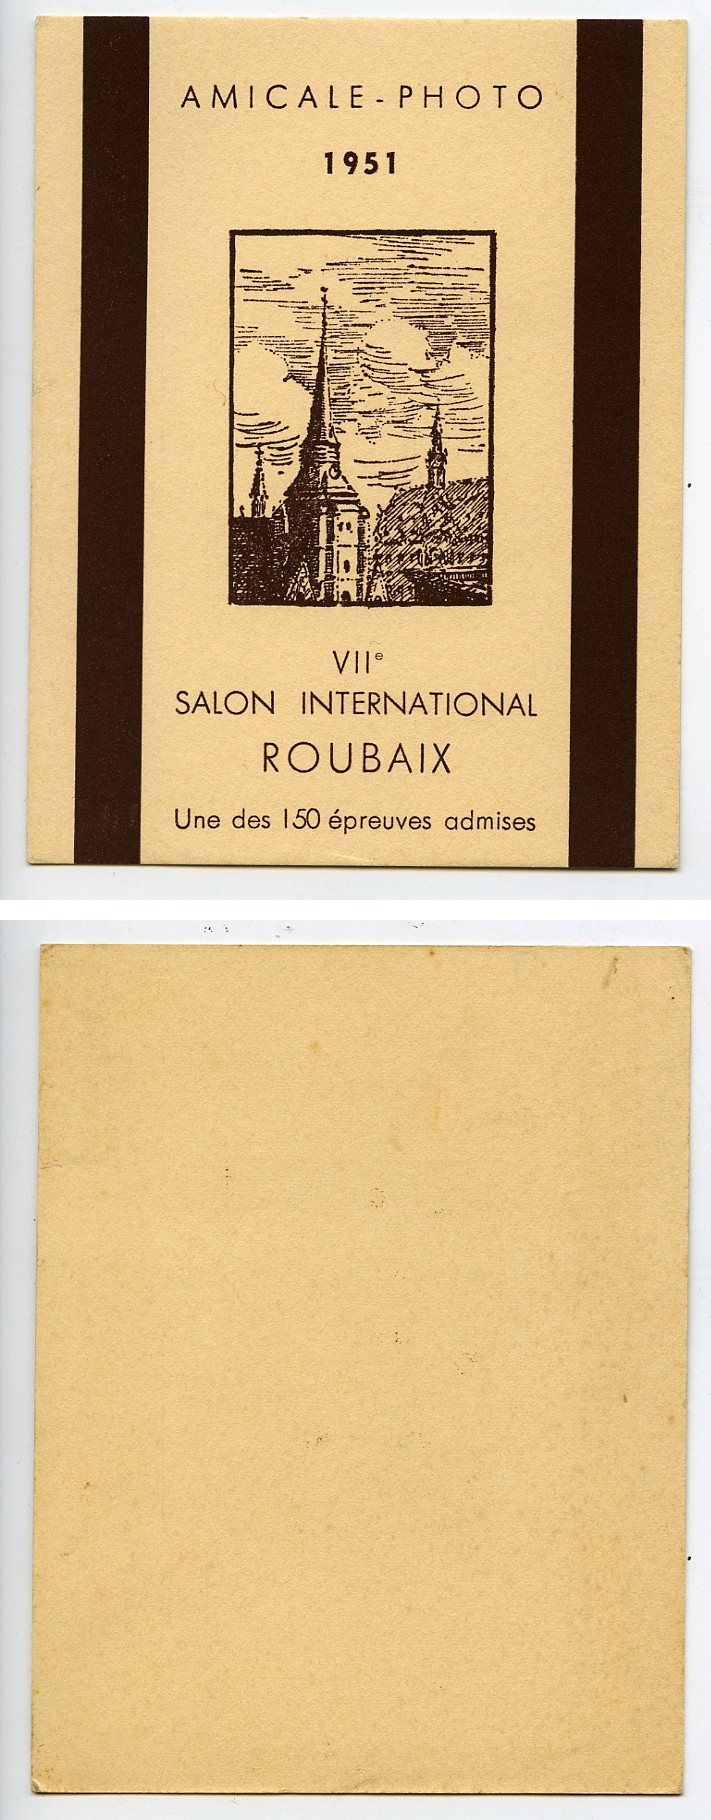 AMICALE-PHOTO
1951
VIIe
SALON INTERNATIONAL
ROUBAIX
Une des 150 épreuves admises